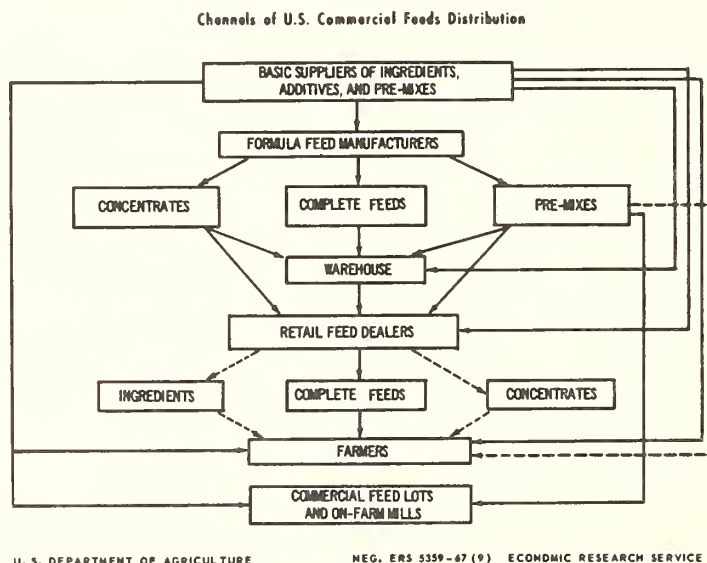 Channels of U.S. Commercial Feeds Distribution
BASIC SUPPLIERS OF INGREDIENTS,
ADDITIVES, AND PRE-MIXES
FORMULA FEED MANUFACTURERS
CONCENTRATES
COMPLETE FEEDS
PRE-MIXES
WAREHOUSE
RETAIL FEED DEALERS
INGREDIENTS
COMPLETE FEEDS
CONCENTRATES
FARMERS
COMMERCIAL FEED LOTS
AND ON-FARM MILLS
U. S. DEPARTMENT OF AGRICULTURE
NEG. ERS 5359-67 (9) ECONOMIC RESEARCH SERVICE